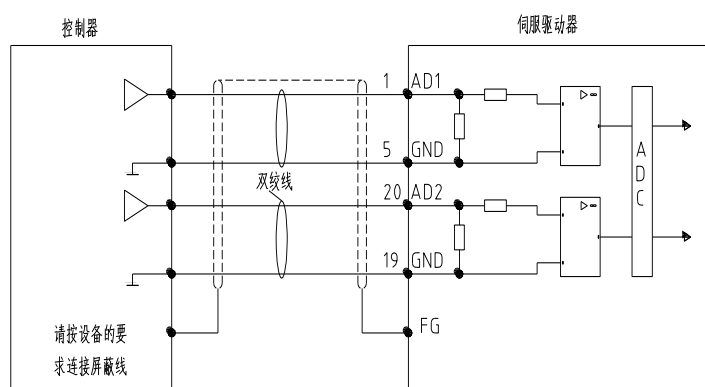 控制器
伺服驱动器
1 AD1
5 GND
双绞线
20 AD2
19 GND
FG
ADC
▷∞
▷∞
请按设备的要
求连接屏蔽线